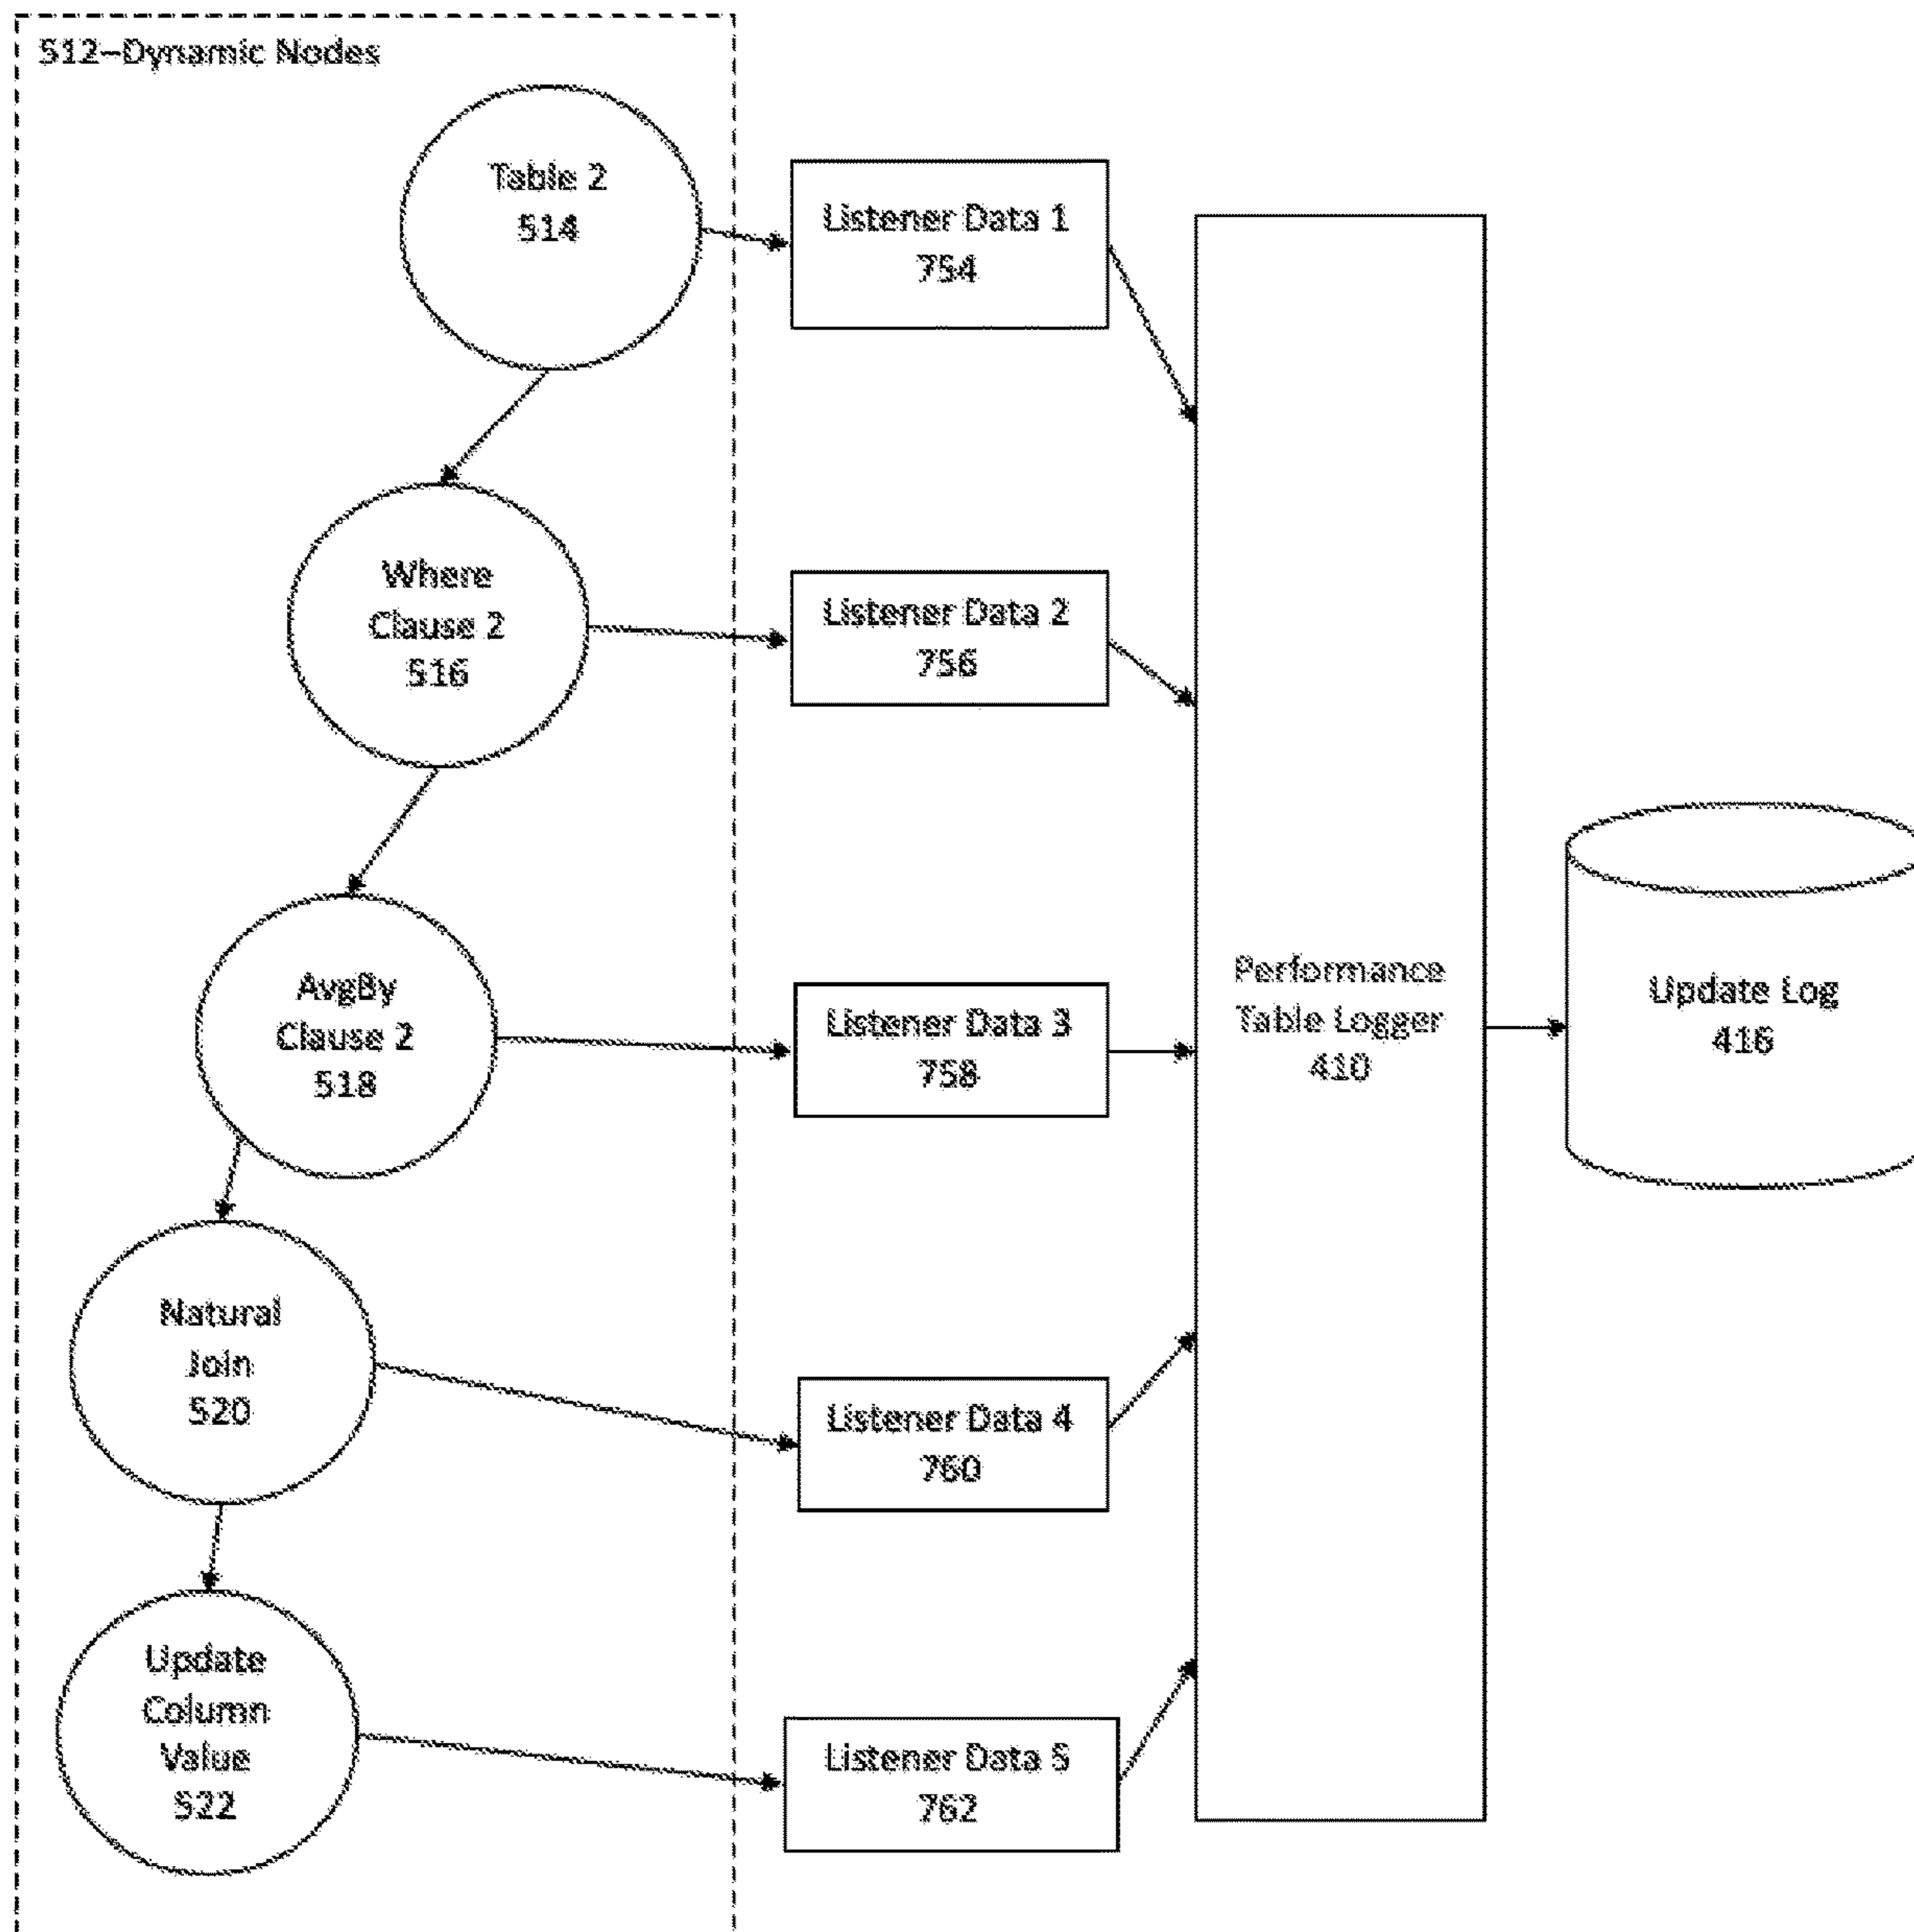 512–Dynamic Nodes
Table 2
514
Listener Data 1
754
Where
Clause 2
516
Listener Data 2
756
AvgBy
Clause 2
518
Listener Data 3
758
Performance
Table Logger
410
Update Log
416
Natural
Join
520
Listener Data 4
760
Update
Column
Value
522
Listener Data 5
762